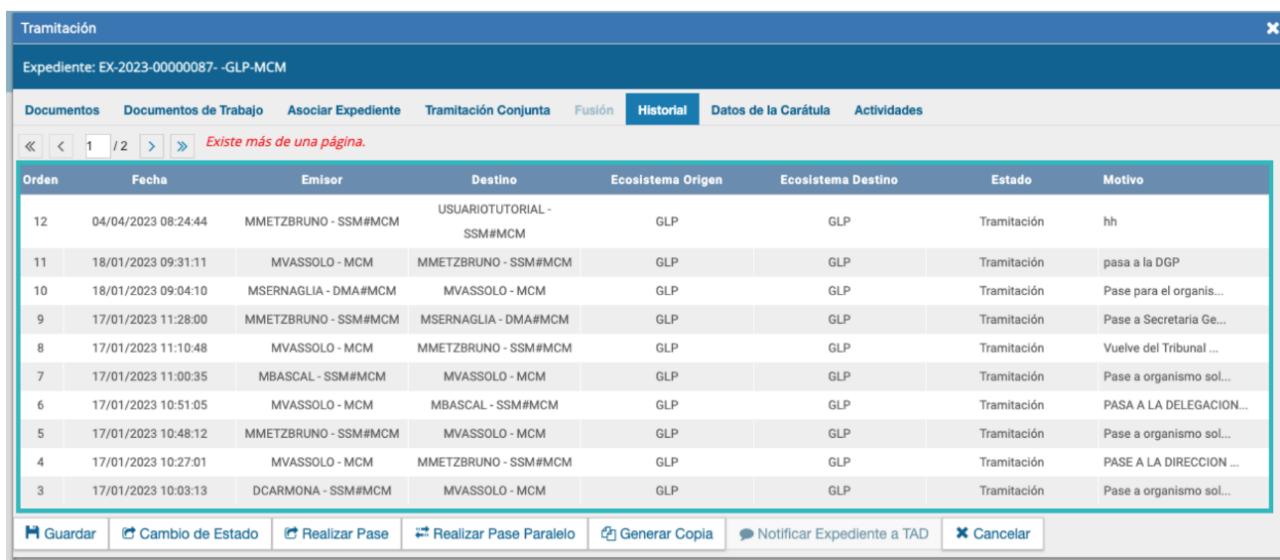 Tramitación
Expediente: EX-2023-00000087- -GLP-MCM
Documentos Documentos de Trabajo Asociar Expediente Tramitación Conjunta Fusión Historial Datos de la Carátula Actividades
1 / 2 Existe más de una página.
Orden Fecha Emisor Destino Ecosistema Origen Ecosistema Destino Estado Motivo
12 04/04/2023 08:24:44 MMETZBRUNO - SSM#MCM USUARIOTUTORIAL - SSM#MCM GLP GLP Tramitación hh
11 18/01/2023 09:31:11 MVASSOLO - MCM MMETZBRUNO - SSM#MCM GLP GLP Tramitación pasa a la DGP
10 18/01/2023 09:04:10 MSERNAGLIA - DMA#MCM MVASSOLO - MCM GLP GLP Tramitación Pase para el organis...
9 17/01/2023 11:28:00 MMETZBRUNO - SSM#MCM MSERNAGLIA - DMA#MCM GLP GLP Tramitación Pase a Secretaria Ge...
8 17/01/2023 11:10:48 MVASSOLO - MCM MMETZBRUNO - SSM#MCM GLP GLP Tramitación Vuelve del Tribunal ...
7 17/01/2023 11:00:35 MBASCAL - SSM#MCM MVASSOLO - MCM GLP GLP Tramitación Pase a organismo sol...
6 17/01/2023 10:51:05 MVASSOLO - MCM MBASCAL - SSM#MCM GLP GLP Tramitación PASA A LA DELEGACION...
5 17/01/2023 10:48:12 MMETZBRUNO - SSM#MCM MVASSOLO - MCM GLP GLP Tramitación Pase a organismo sol...
4 17/01/2023 10:27:01 MVASSOLO - MCM MMETZBRUNO - SSM#MCM GLP GLP Tramitación PASE A LA DIRECCION ...
3 17/01/2023 10:03:13 DCARMONA - SSM#MCM MVASSOLO - MCM GLP GLP Tramitación Pase a organismo sol...
Guardar Cambio de Estado Realizar Pase Realizar Pase Paralelo Generar Copia Notificar Expediente a TAD Cancelar